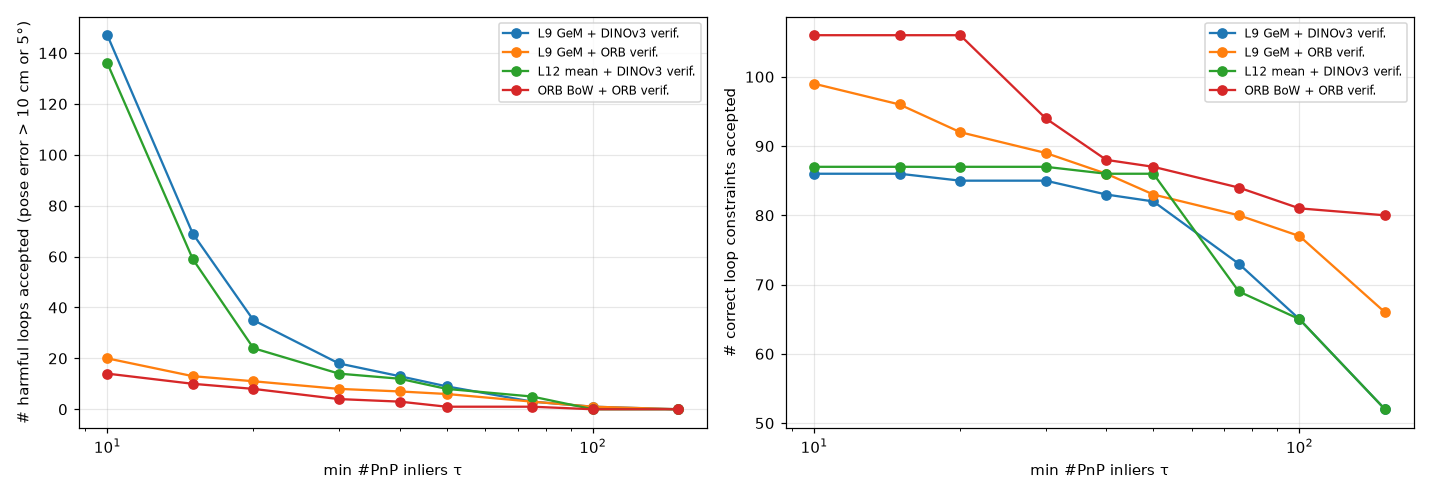 # harmful loops accepted (pose error > 10 cm or 5°)
140
120
100
80
60
40
20
0
10¹
10²
min #PnP inliers τ
L9 GeM + DINOv3 verif.
L9 GeM + ORB verif.
L12 mean + DINOv3 verif.
ORB BoW + ORB verif.
# correct loop constraints accepted
100
90
80
70
60
50
10¹
10²
min #PnP inliers τ
L9 GeM + DINOv3 verif.
L9 GeM + ORB verif.
L12 mean + DINOv3 verif.
ORB BoW + ORB verif.